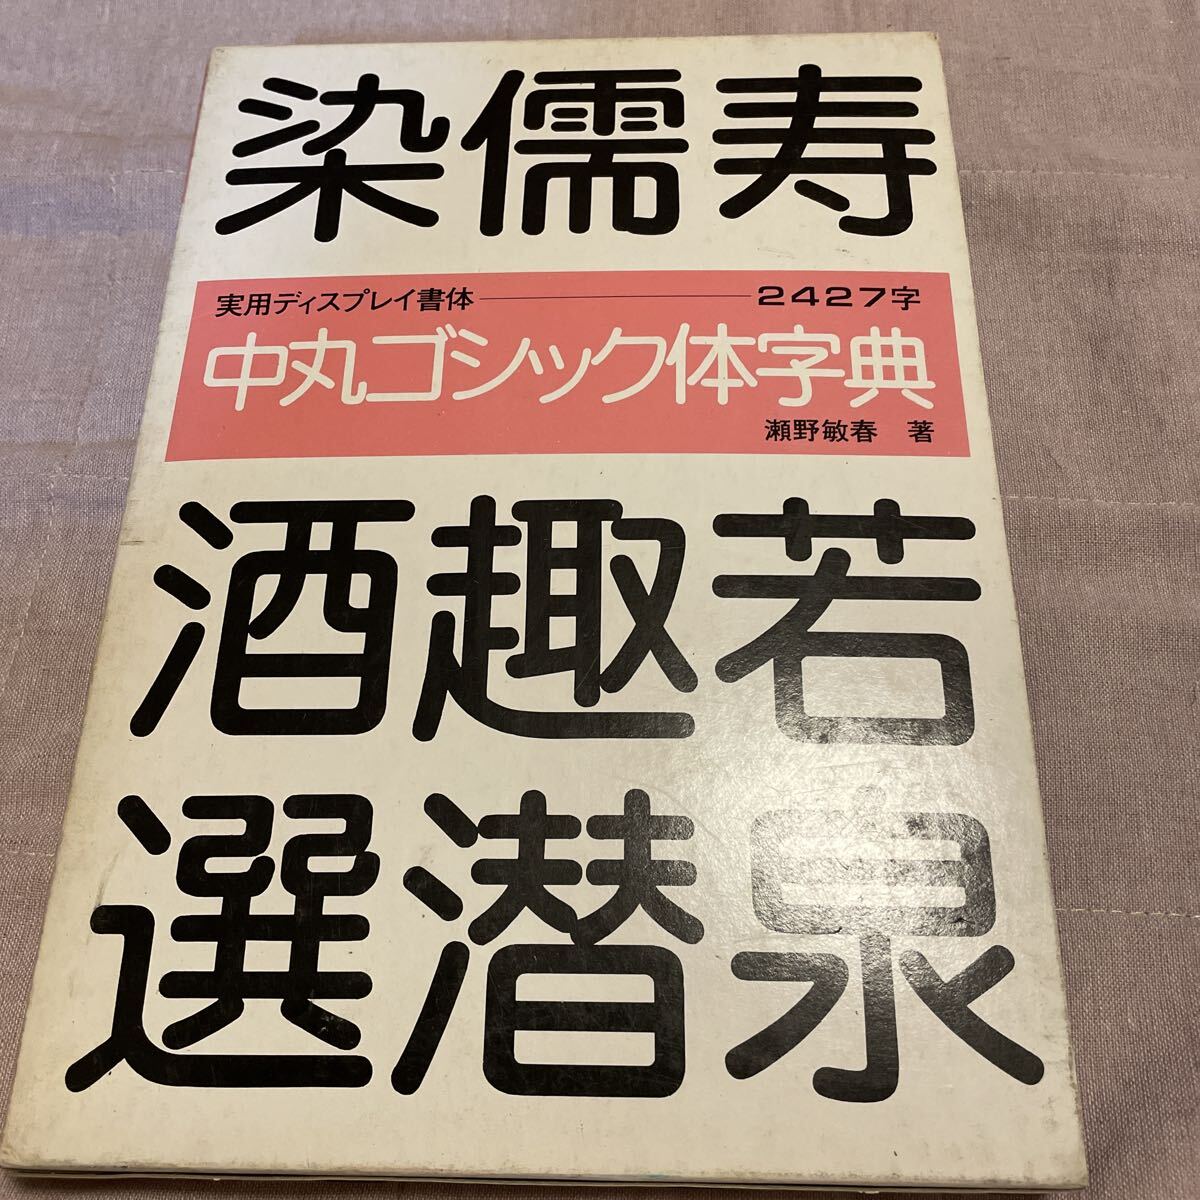 染儒寿
実用ディスプレイ書体 2427字
中丸ゴシック体字典
瀬野敏春 著
酒趣若
選潜泉